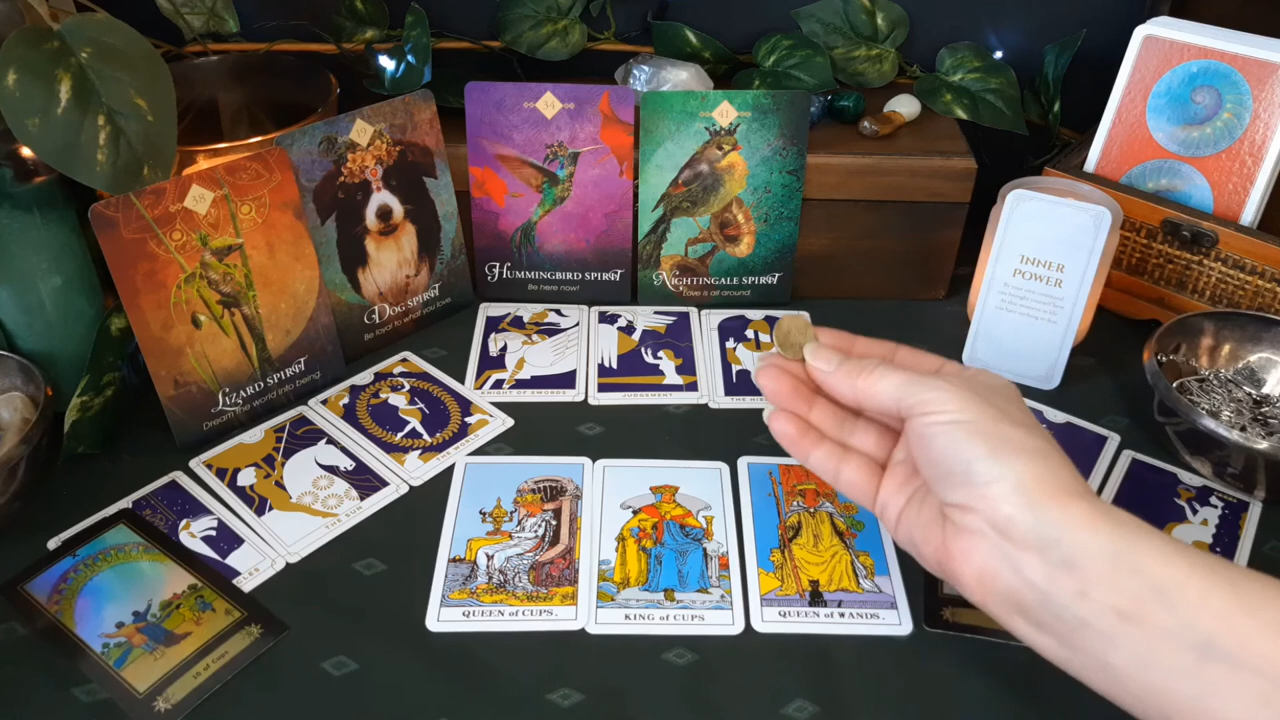 38
LIZARD SPIRIT
Dream the world into being.
19
DOG SPIRIT
Be loyal to what you love.
34
HUMMINGBIRD SPIRIT
Be here now!
41
NIGHTINGALE SPIRIT
Love is all around.
INNER
POWER
KNIGHT OF SWORDS
JUDGEMENT
THE
THE WORLD
THE SUN
QUEEN of CUPS.
KING of CUPS
QUEEN of WANDS.
10 of Cups